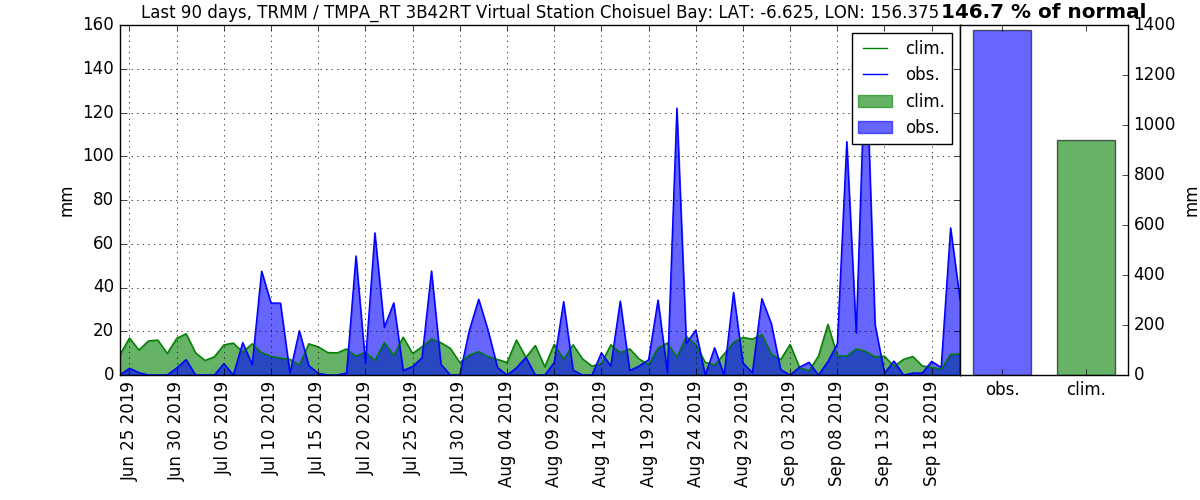 Last 90 days, TRMM / TMPA_RT 3B42RT Virtual Station Choisuel Bay: LAT: -6.625, LON: 156.375
146.7 % of normal
160
140
120
100
80
60
40
20
0
mm
clim.
obs.
clim.
obs.
1400
1200
1000
800
600
400
200
0
mm
Jun 25 2019
Jun 30 2019
Jul 05 2019
Jul 10 2019
Jul 15 2019
Jul 20 2019
Jul 25 2019
Jul 30 2019
Aug 04 2019
Aug 09 2019
Aug 14 2019
Aug 19 2019
Aug 24 2019
Aug 29 2019
Sep 03 2019
Sep 08 2019
Sep 13 2019
Sep 18 2019
obs.
clim.